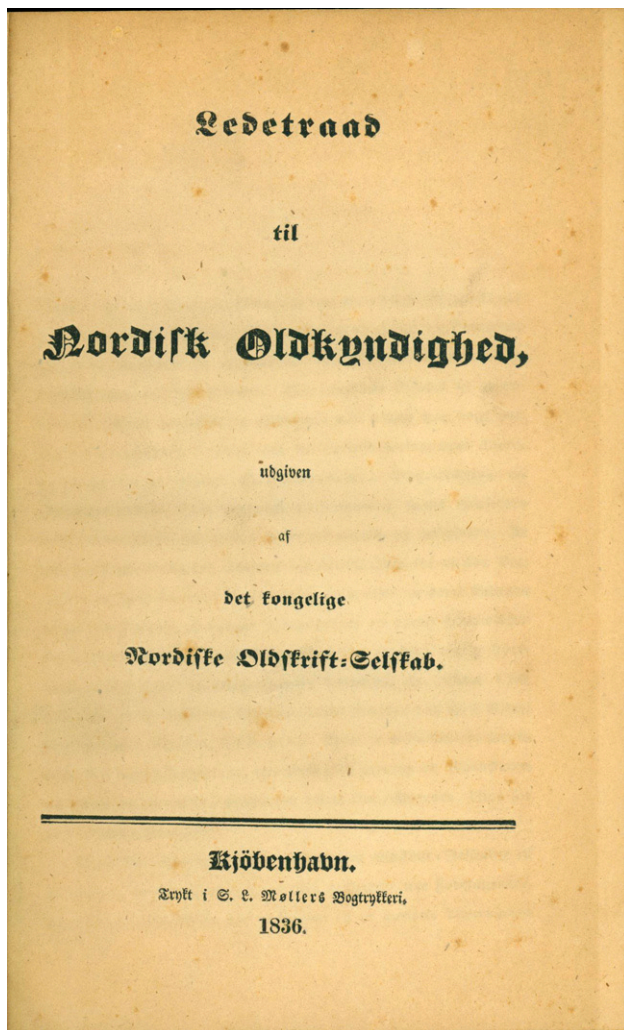 Ledetraad
til
Nordisk Oldkyndighed,
udgiven
af
det kongelige
Nordiske Oldskrift-Selskab.
Kjöbenhavn.
Trykt i S. L. Møllers Bogtrykkeri.
1836.